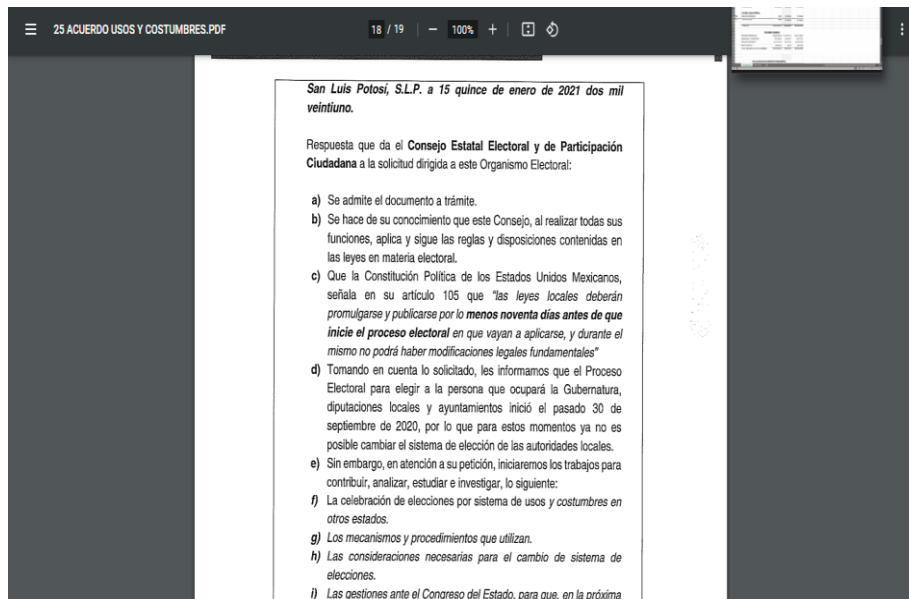 25 ACUERDO USOS Y COSTUMBRES.PDF
18 / 19
100%
San Luis Potosí, S.L.P. a 15 quince de enero de 2021 dos mil
veintiuno.
Respuesta que da el Consejo Estatal Electoral y de Participación
Ciudadana a la solicitud dirigida a este Organismo Electoral:
a) Se admite el documento a trámite.
b) Se hace de su conocimiento que este Consejo, al realizar todas sus
funciones, aplica y sigue las reglas y disposiciones contenidas en
las leyes en materia electoral.
c) Que la Constitución Política de los Estados Unidos Mexicanos,
señala en su artículo 105 que "las leyes locales deberán
promulgarse y publicarse por lo menos noventa días antes de que
inicie el proceso electoral en que vayan a aplicarse, y durante el
mismo no podrá haber modificaciones legales fundamentales"
d) Tomando en cuenta lo solicitado, les informamos que el Proceso
Electoral para elegir a la persona que ocupará la Gubernatura,
diputaciones locales y ayuntamientos inició el pasado 30 de
septiembre de 2020, por lo que para estos momentos ya no es
posible cambiar el sistema de elección de las autoridades locales.
e) Sin embargo, en atención a su petición, iniciaremos los trabajos para
contribuir, analizar, estudiar e investigar, lo siguiente:
f) La celebración de elecciones por sistema de usos y costumbres en
otros estados.
g) Los mecanismos y procedimientos que utilizan.
h) Las consideraciones necesarias para el cambio de sistema de
elecciones.
i) Las gestiones ante el Congreso del Estado, para que, en la próxima